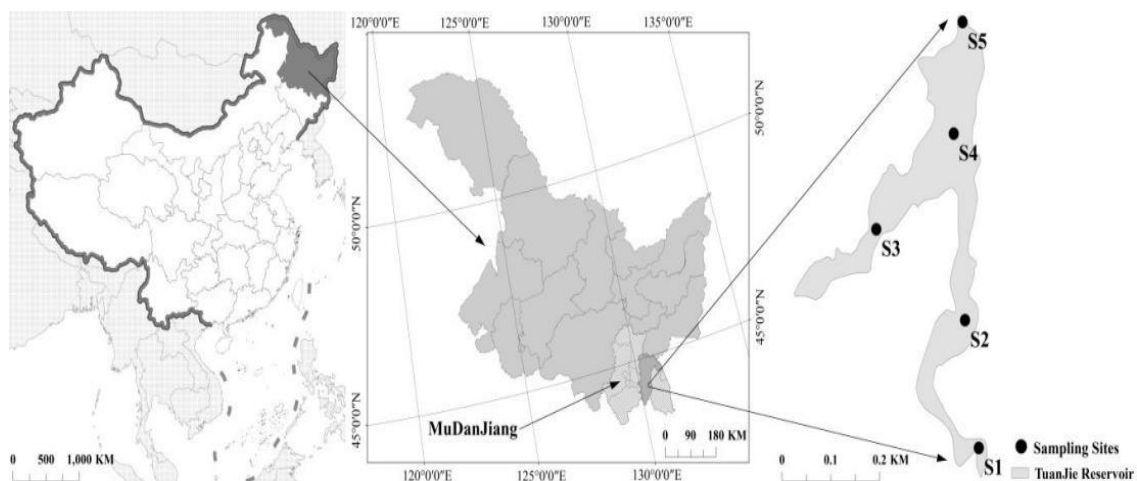 120°0'0"E
125°0'0"E
130°0'0"E
135°0'0"E
50°0'0"N
50°0'0"N
45°0'0"N
45°0'0"N
MuDanJiang
0 90 180 KM
120°0'0"E
125°0'0"E
130°0'0"E
0 500 1,000 KM
S5
S4
S3
S2
S1
0 0.1 0.2 KM
Sampling Sites
TuanJie Reservoir